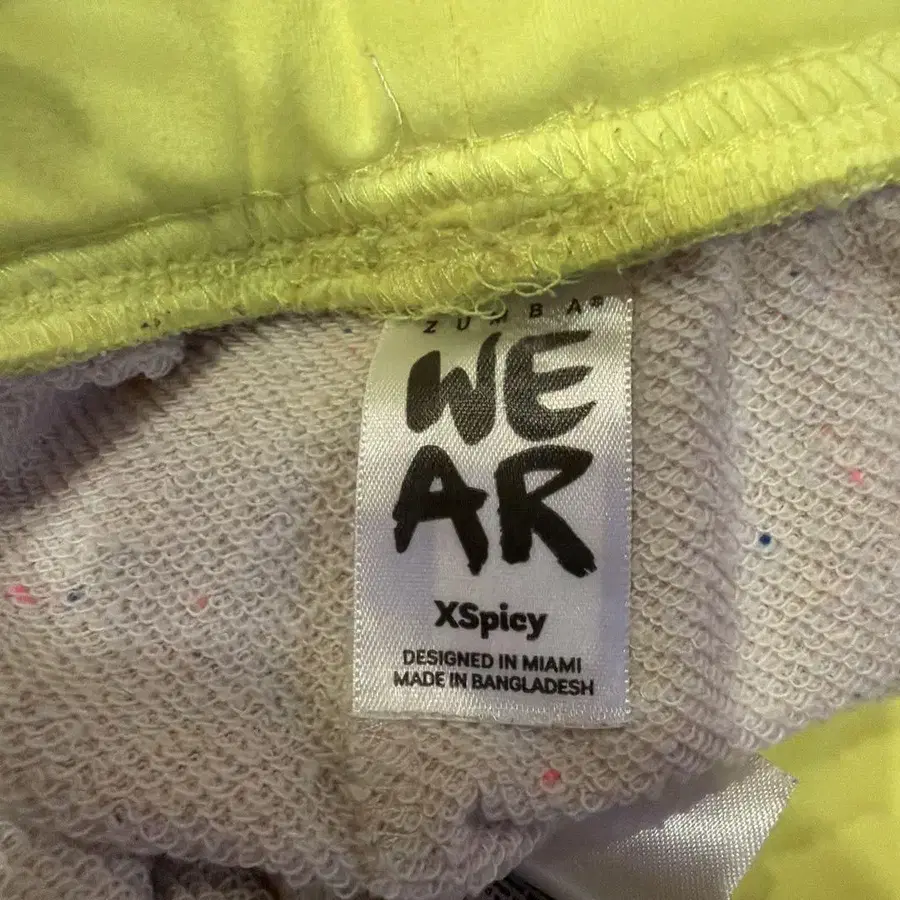 ZUMBA®
WE
AR
XSpicy
DESIGNED IN MIAMI
MADE IN BANGLADESH